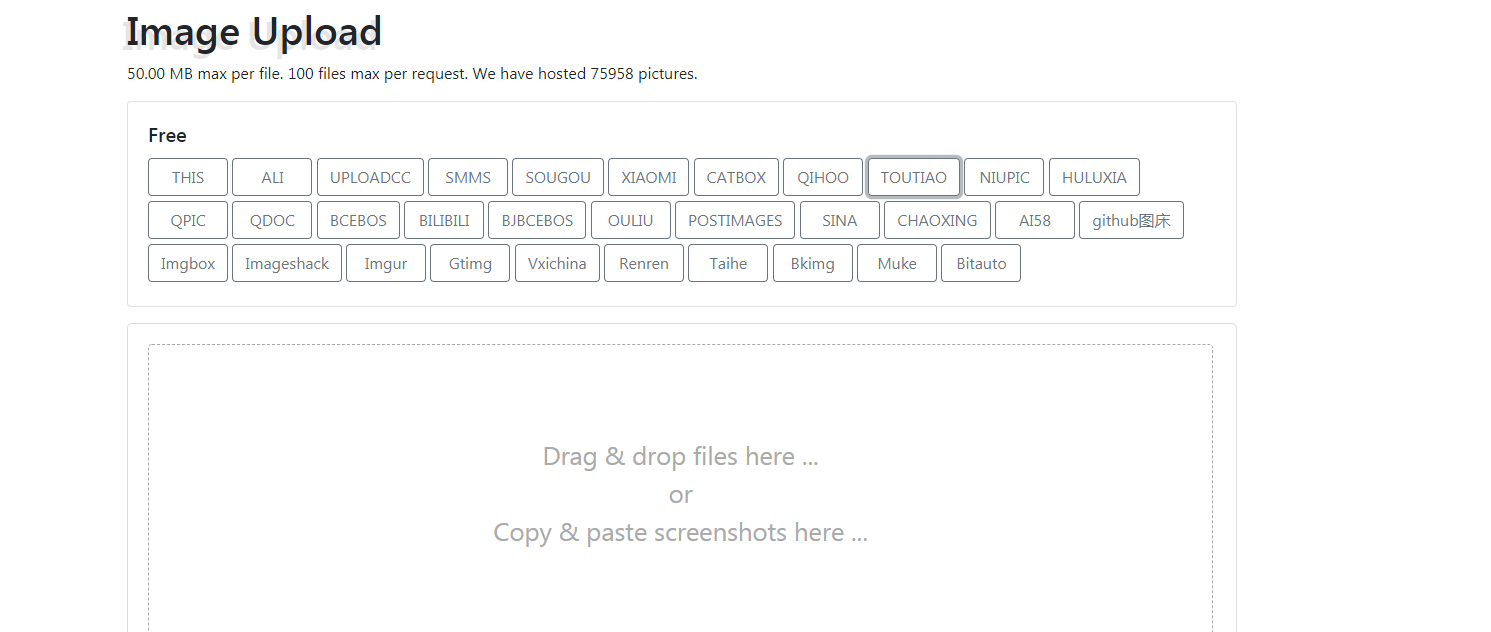 Image Upload
50.00 MB max per file. 100 files max per request. We have hosted 75958 pictures.
Free
THIS ALI UPLOADCC SMMS SOUGOU XIAOMI CATBOX QIHOO TOUTIAO NIUPIC HULUXIA
QPIC QDOC BCEBOS BILIBILI BJBCEBOS OULIU POSTIMAGES SINA CHAOXING AI58 github图床
Imgbox Imageshack Imgur Gtimg Vxichina Renren Taihe Bkimg Muke Bitauto
Drag & drop files here ...
or
Copy & paste screenshots here ...